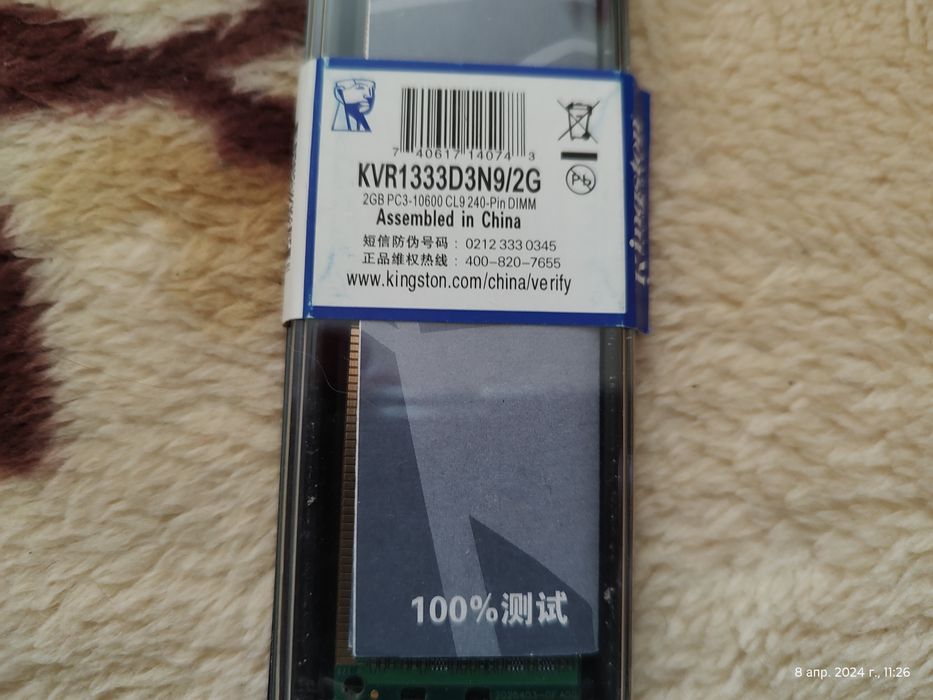 7 40617 14074 3
KVR1333D3N9/2G
2GB PC3-10600 CL9 240-Pin DIMM
Assembled in China
短信防伪号码：0212 333 0345
正品维权热线：400-820-7655
www.kingston.com/china/verify
Pb
Kingston
100%测试
8 апр. 2024 г., 11:26